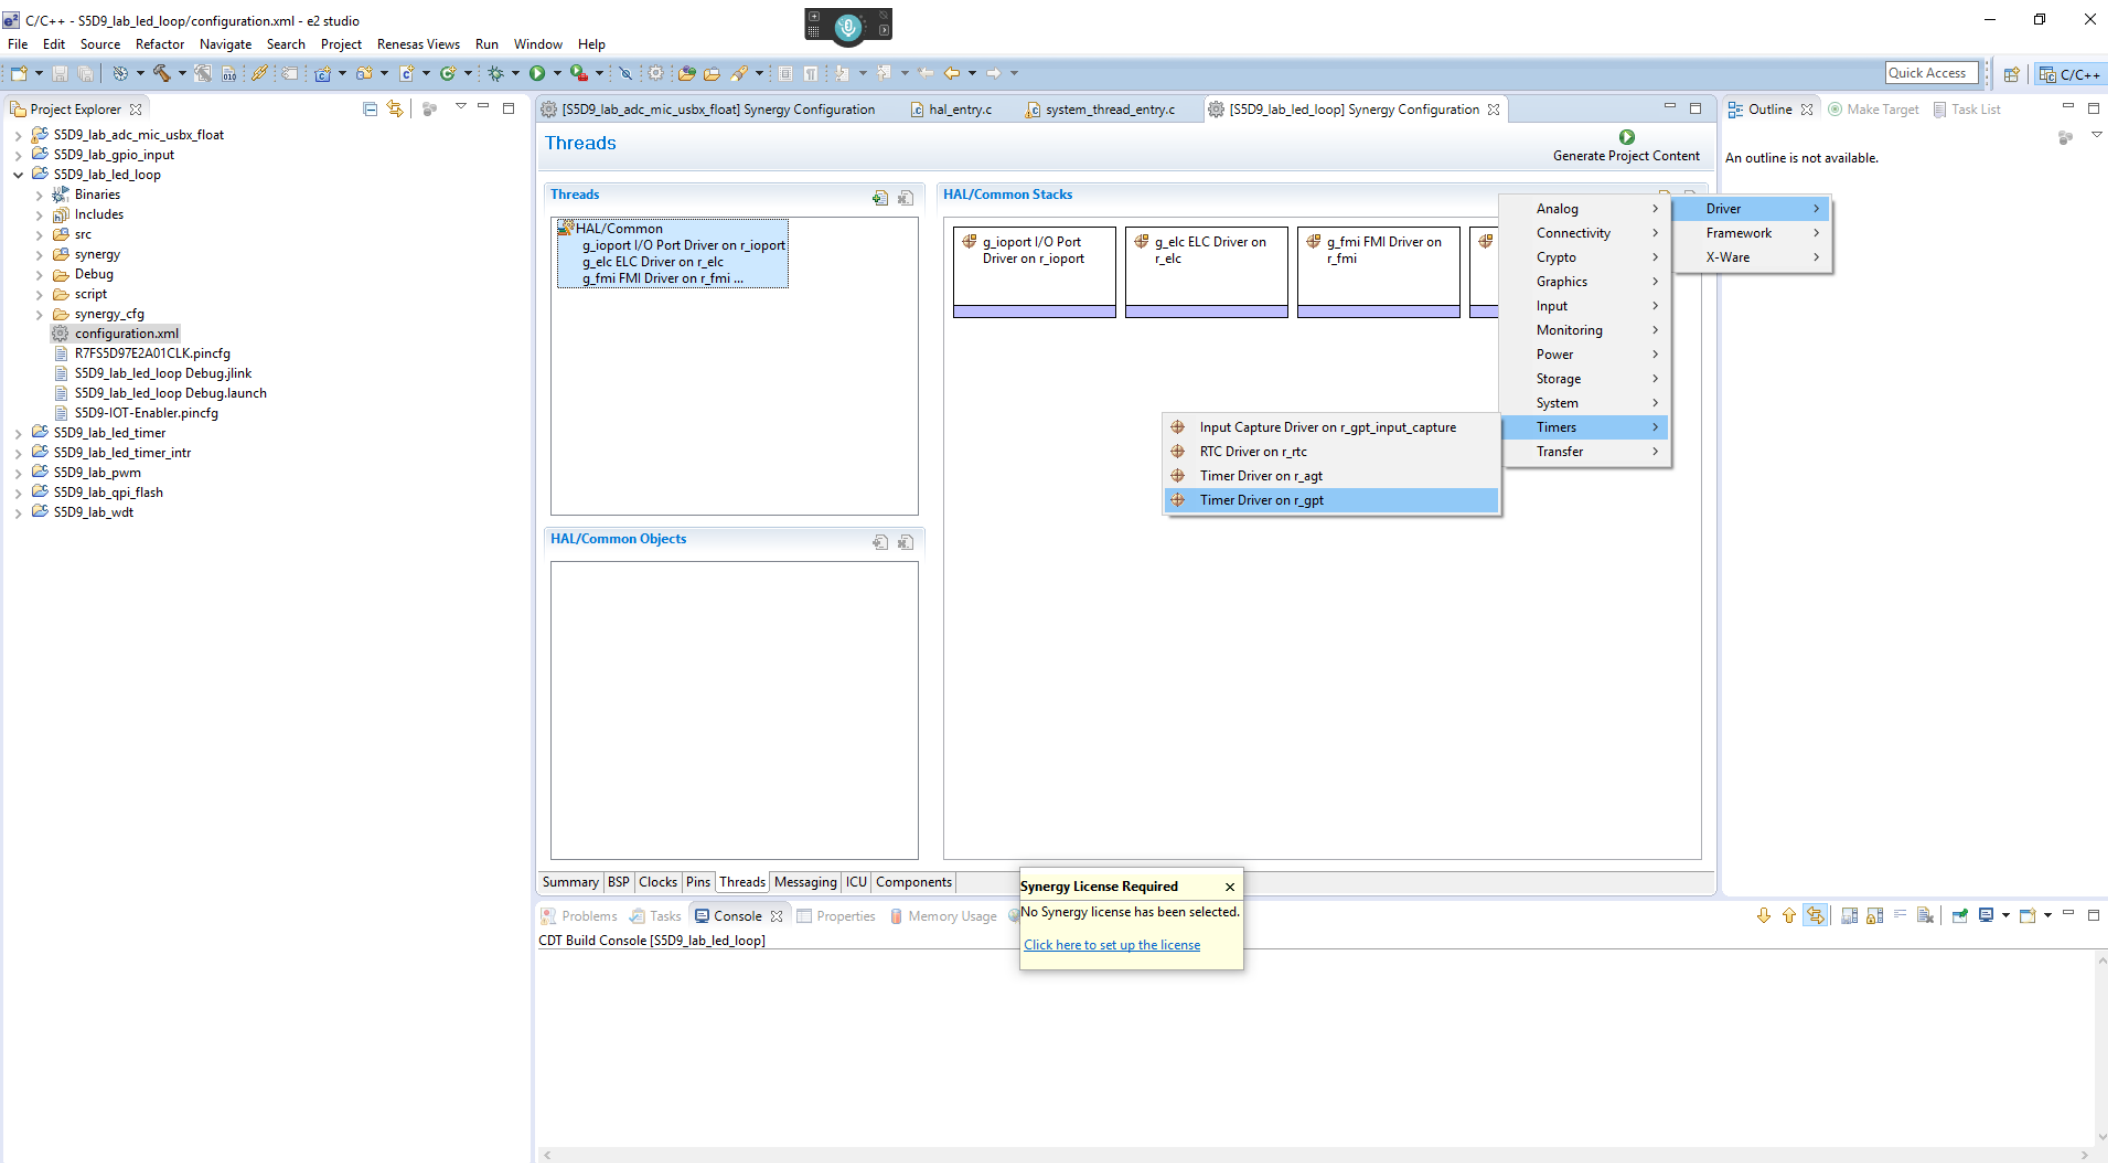 C/C++ - S5D9_lab_led_loop/configuration.xml - e2 studio
File Edit Source Refactor Navigate Search Project Renesas Views Run Window Help
Quick Access
C/C++
Project Explorer
S5D9_lab_adc_mic_usbx_float
S5D9_lab_gpio_input
S5D9_lab_led_loop
Binaries
Includes
src
synergy
Debug
script
synergy_cfg
configuration.xml
R7FS5D97E2A01CLK.pincfg
S5D9_lab_led_loop Debug.jlink
S5D9_lab_led_loop Debug.launch
S5D9-IOT-Enabler.pincfg
S5D9_lab_led_timer
S5D9_lab_led_timer_intr
S5D9_lab_pwm
S5D9_lab_qpi_flash
S5D9_lab_wdt
[S5D9_lab_adc_mic_usbx_float] Synergy Configuration
hal_entry.c
system_thread_entry.c
[S5D9_lab_led_loop] Synergy Configuration
Threads
Generate Project Content
Threads
HAL/Common
g_ioport I/O Port Driver on r_ioport
g_elc ELC Driver on r_elc
g_fmi FMI Driver on r_fmi ...
HAL/Common Objects
HAL/Common Stacks
g_ioport I/O Port
Driver on r_ioport
g_elc ELC Driver on
r_elc
g_fmi FMI Driver on
r_fmi
Analog
Connectivity
Crypto
Graphics
Input
Monitoring
Power
Storage
System
Timers
Transfer
Driver
Framework
X-Ware
Input Capture Driver on r_gpt_input_capture
RTC Driver on r_rtc
Timer Driver on r_agt
Timer Driver on r_gpt
Outline
Make Target
Task List
An outline is not available.
Summary BSP Clocks Pins Threads Messaging ICU Components
Problems Tasks Console Properties Memory Usage
CDT Build Console [S5D9_lab_led_loop]
Synergy License Required
No Synergy license has been selected.
Click here to set up the license